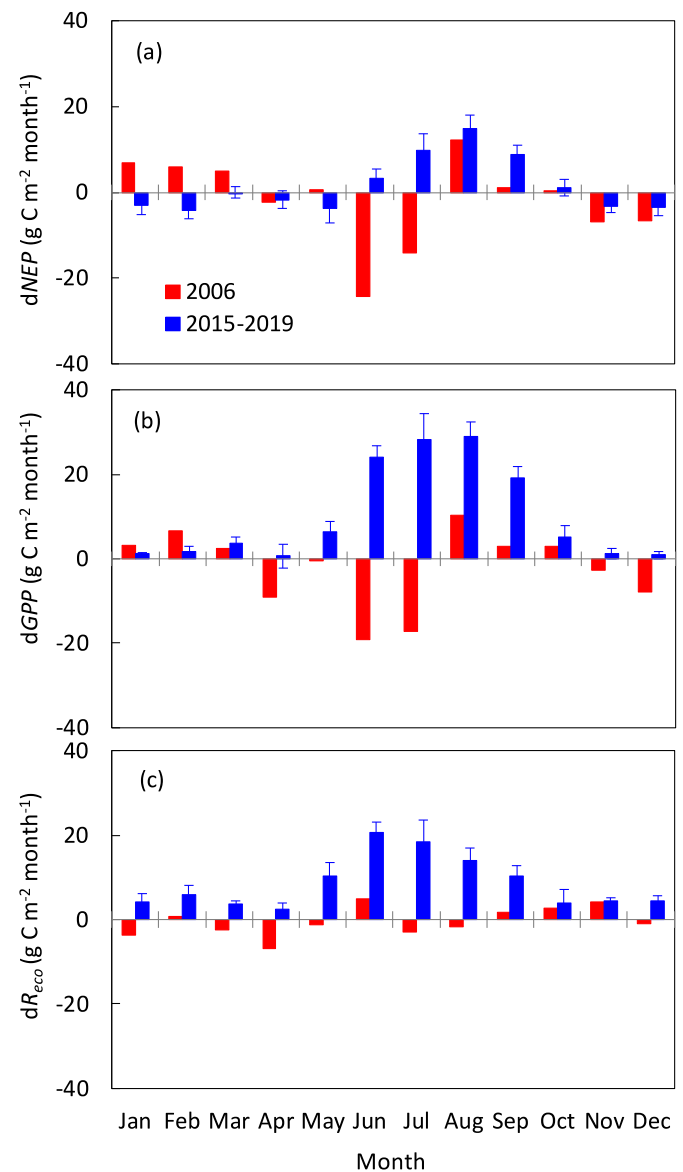 (a)
dNEP (g C m⁻² month⁻¹)
40
20
0
-20
-40
2006
2015-2019
(b)
dGPP (g C m⁻² month⁻¹)
40
20
0
-20
-40
(c)
dReco (g C m⁻² month⁻¹)
40
20
0
-20
-40
Jan Feb Mar Apr May Jun Jul Aug Sep Oct Nov Dec
Month